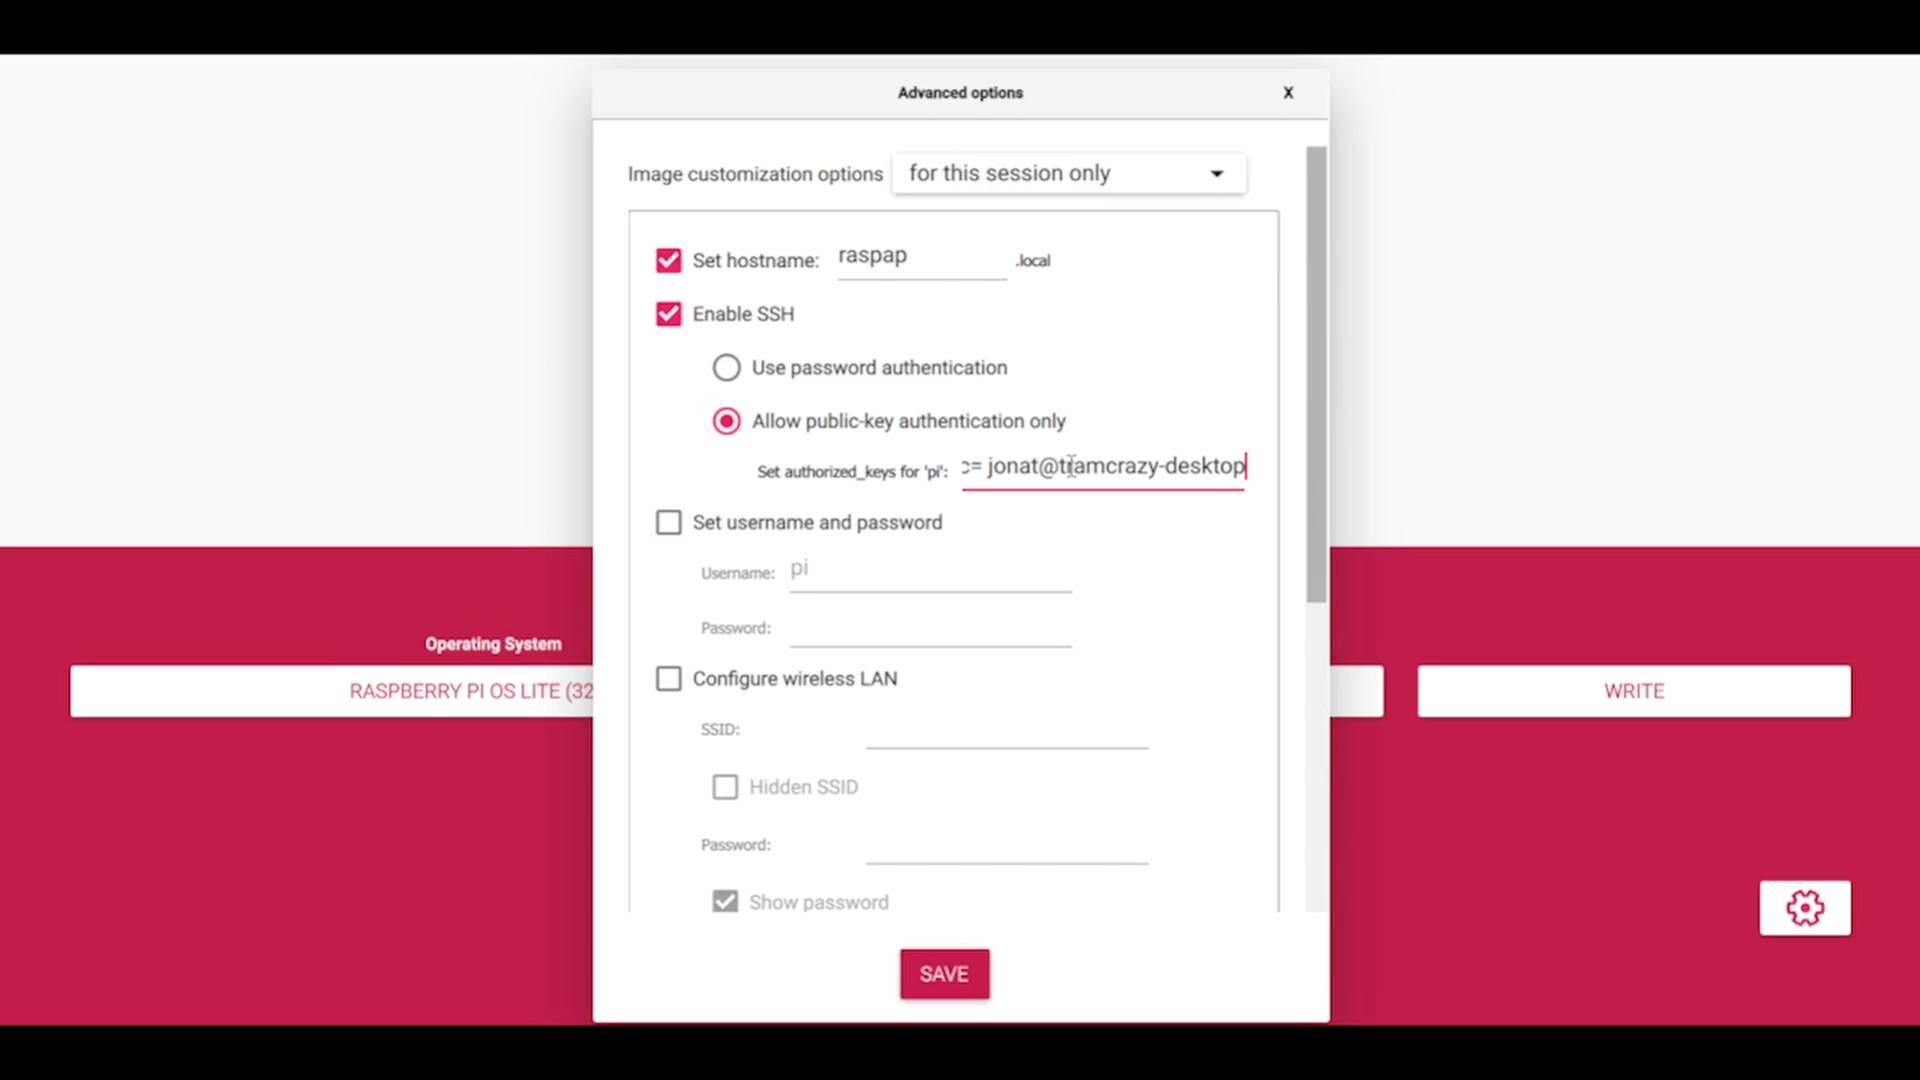 Advanced options
X
Image customization options for this session only
Set hostname: raspap .local
Enable SSH
Use password authentication
Allow public-key authentication only
Set authorized_keys for 'pi': = jonat@tramcrazy-desktop
Set username and password
Username: pi
Password:
Configure wireless LAN
SSID:
Hidden SSID
Password:
Show password
SAVE
Operating System
RASPBERRY PI OS LITE (32
WRITE